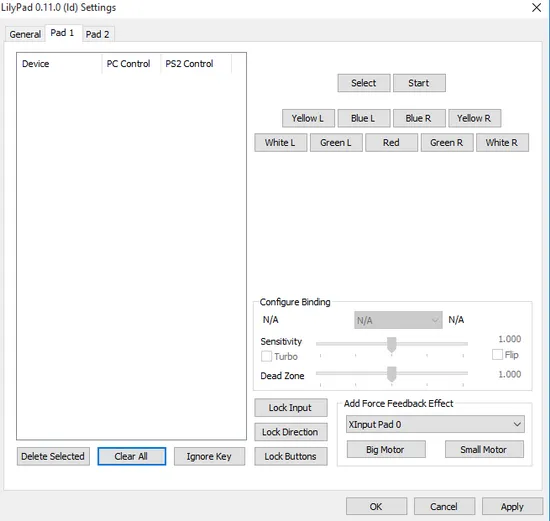 LilyPad 0.11.0 (ld) Settings
General Pad 1 Pad 2
Device PC Control PS2 Control
Select Start
Yellow L Blue L Blue R Yellow R
White L Green L Red Green R White R
Configure Binding
N/A N/A N/A
Sensitivity 1.000
Turbo Flip
Dead Zone 1.000
Lock Input
Lock Direction
Lock Buttons
Add Force Feedback Effect
XInput Pad 0
Big Motor Small Motor
Delete Selected Clear All Ignore Key
OK Cancel Apply